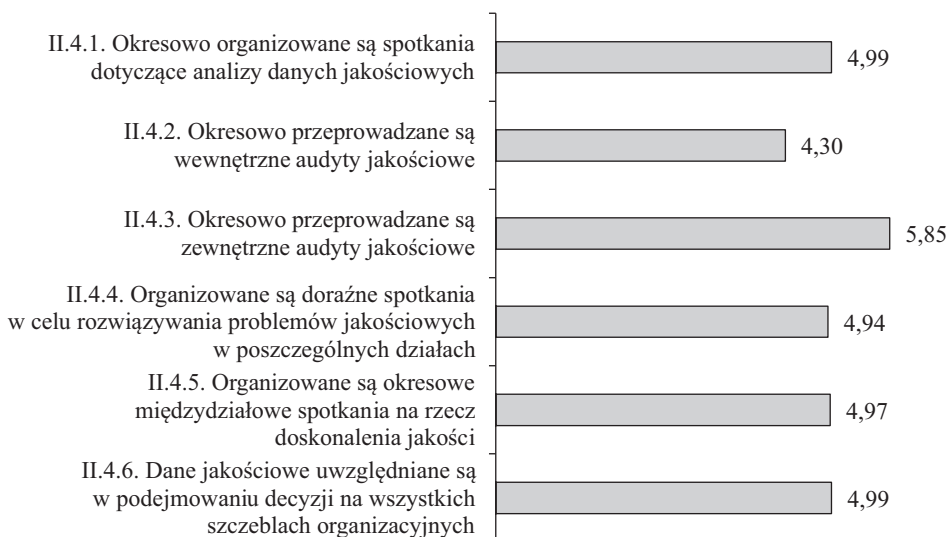 II.4.1. Okresowo organizowane są spotkania
dotyczące analizy danych jakościowych
4,99
II.4.2. Okresowo przeprowadzane są
wewnętrzne audyty jakościowe
4,30
II.4.3. Okresowo przeprowadzane są
zewnętrzne audyty jakościowe
5,85
II.4.4. Organizowane są doraźne spotkania
w celu rozwiązywania problemów jakościowych
w poszczególnych działach
4,94
II.4.5. Organizowane są okresowe
międzydziałowe spotkania na rzecz
doskonalenia jakości
4,97
II.4.6. Dane jakościowe uwzględniane są
w podejmowaniu decyzji na wszystkich
szczeblach organizacyjnych
4,99